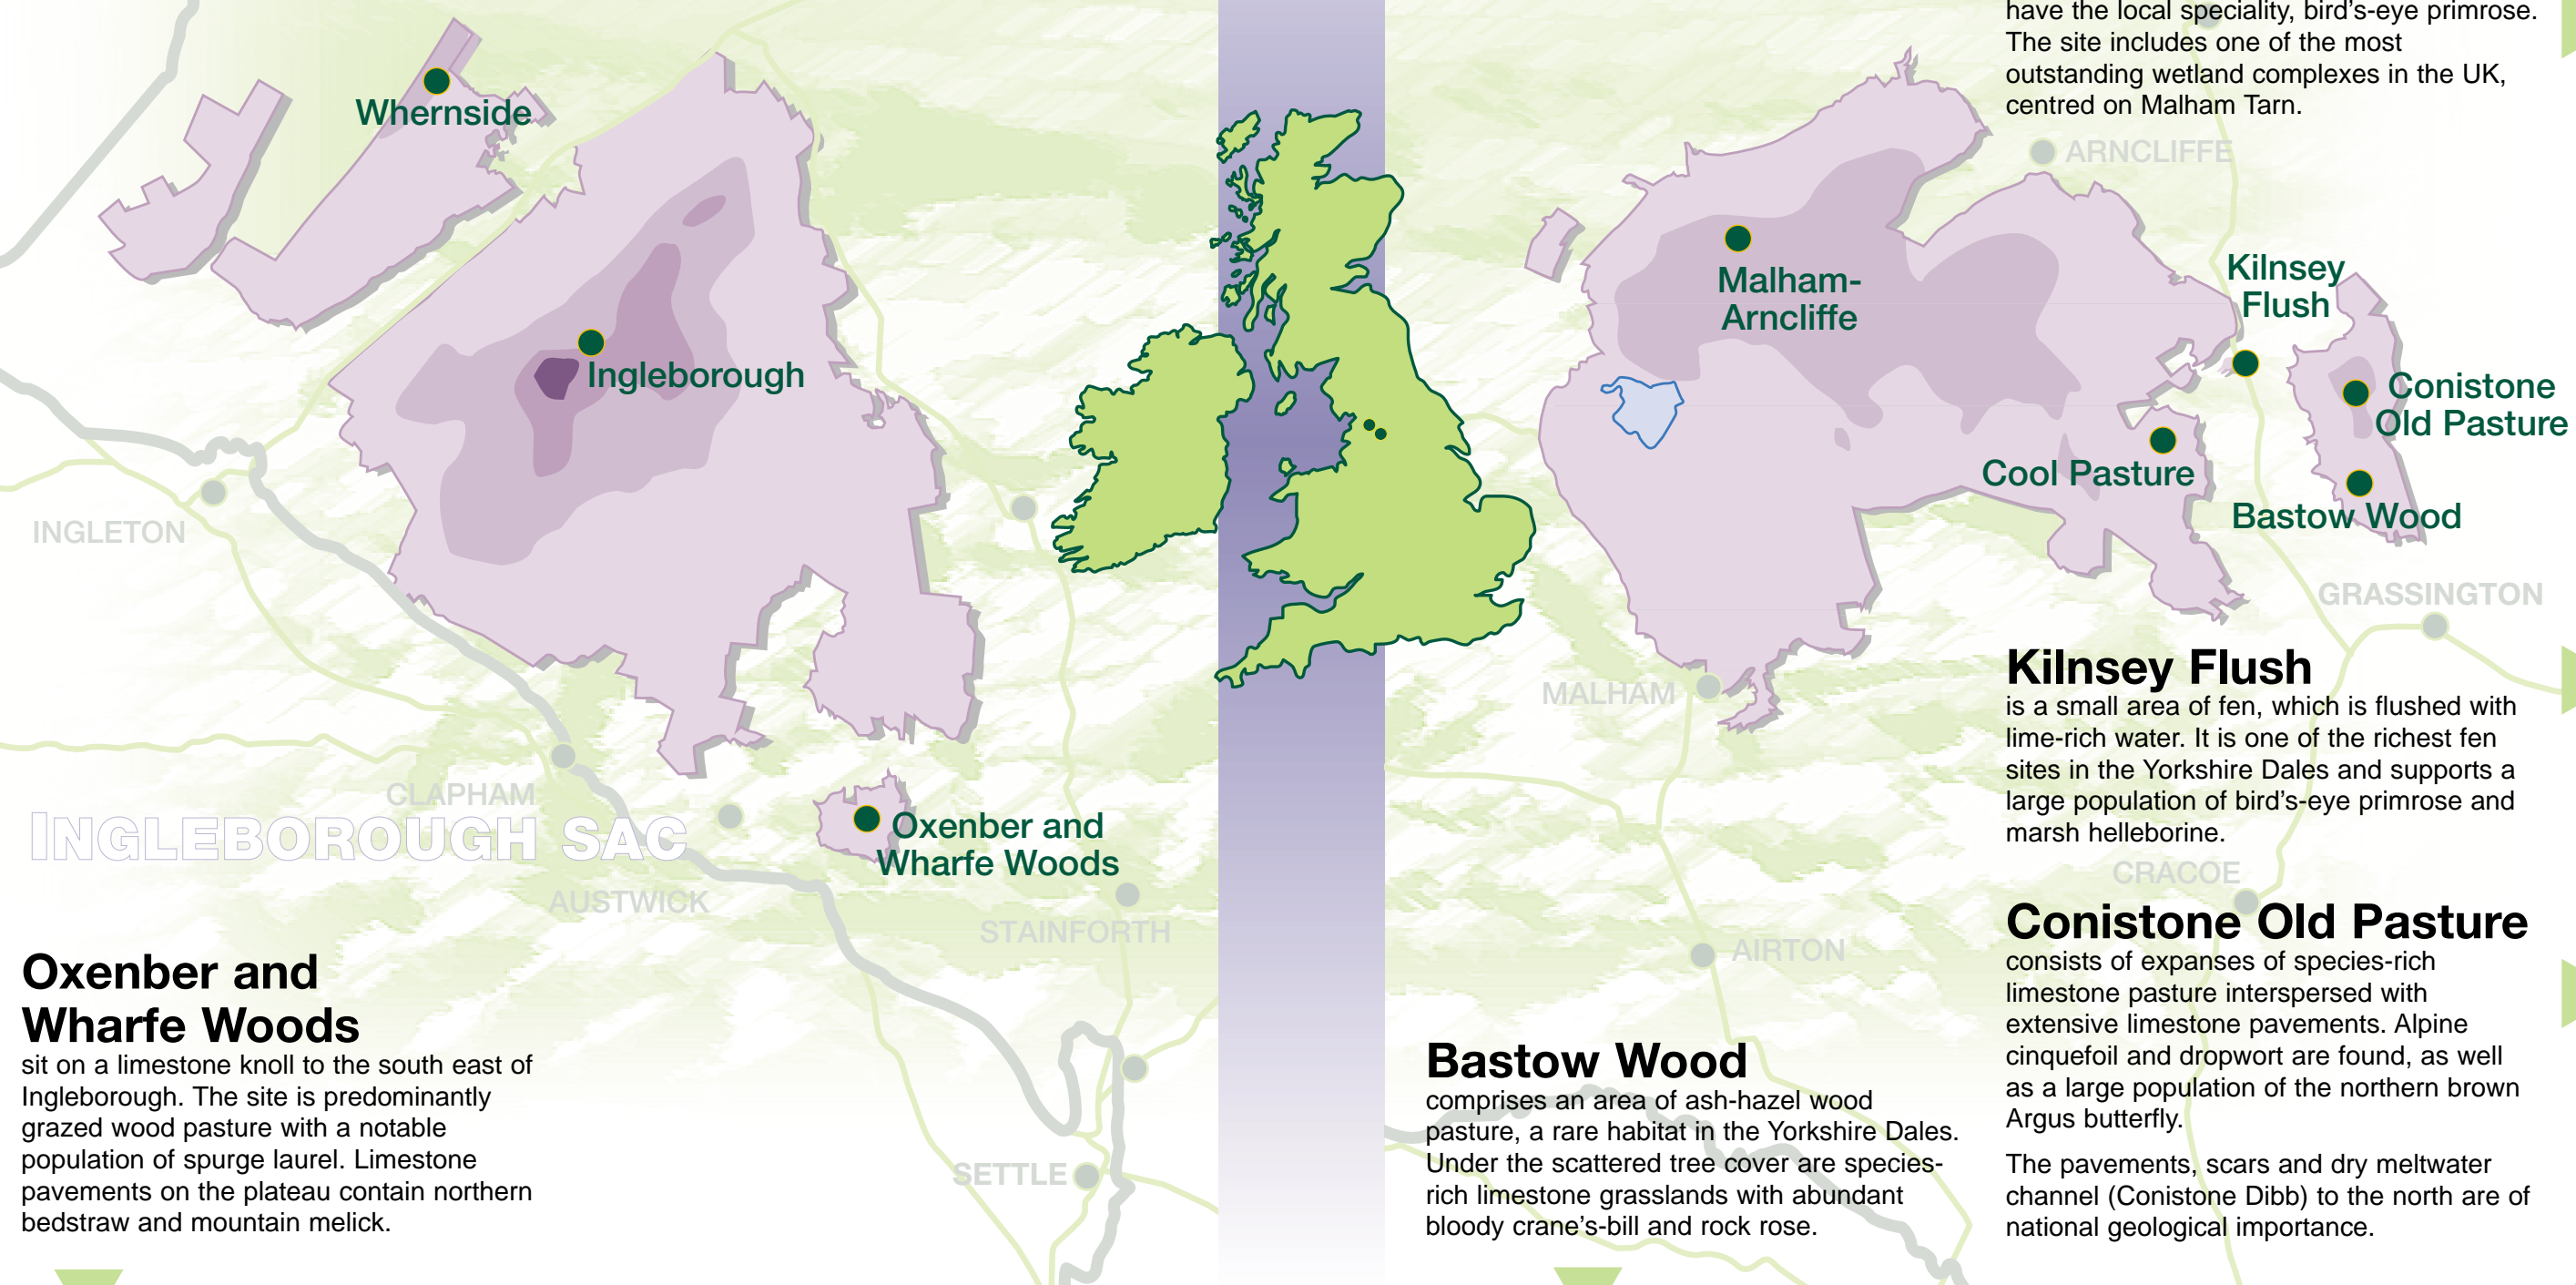 have the local speciality, bird's-eye primrose.
The site includes one of the most
outstanding wetland complexes in the UK,
centred on Malham Tarn.
Whernside
Ingleborough
INGLETON
CLAPHAM
INGLEBOROUGH SAC
AUSTWICK
Oxenber and
Wharfe Woods
STAINFORTH
SETTLE
Oxenber and
Wharfe Woods
sit on a limestone knoll to the south east of
Ingleborough. The site is predominantly
grazed wood pasture with a notable
population of spurge laurel. Limestone
pavements on the plateau contain northern
bedstraw and mountain melick.
ARNCLIFFE
Malham-
Arncliffe
Kilnsey
Flush
Conistone
Old Pasture
Cool Pasture
Bastow Wood
GRASSINGTON
MALHAM
CRACOE
AIRTON
Bastow Wood
comprises an area of ash-hazel wood
pasture, a rare habitat in the Yorkshire Dales.
Under the scattered tree cover are species-
rich limestone grasslands with abundant
bloody crane's-bill and rock rose.
Kilnsey Flush
is a small area of fen, which is flushed with
lime-rich water. It is one of the richest fen
sites in the Yorkshire Dales and supports a
large population of bird's-eye primrose and
marsh helleborine.
Conistone Old Pasture
consists of expanses of species-rich
limestone pasture interspersed with
extensive limestone pavements. Alpine
cinquefoil and dropwort are found, as well
as a large population of the northern brown
Argus butterfly.
The pavements, scars and dry meltwater
channel (Conistone Dibb) to the north are of
national geological importance.